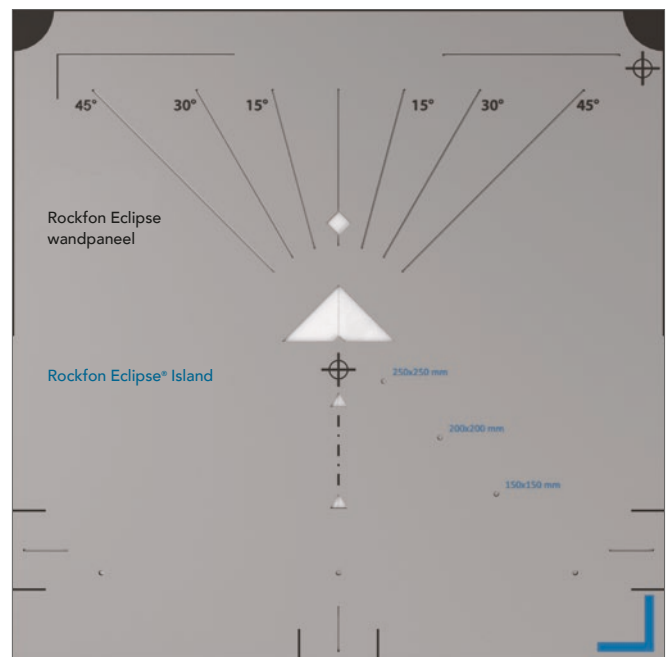 45° 30° 15° 15° 30° 45°
Rockfon Eclipse
wandpaneel
Rockfon Eclipse® Island
250x250 mm
200x200 mm
150x150 mm